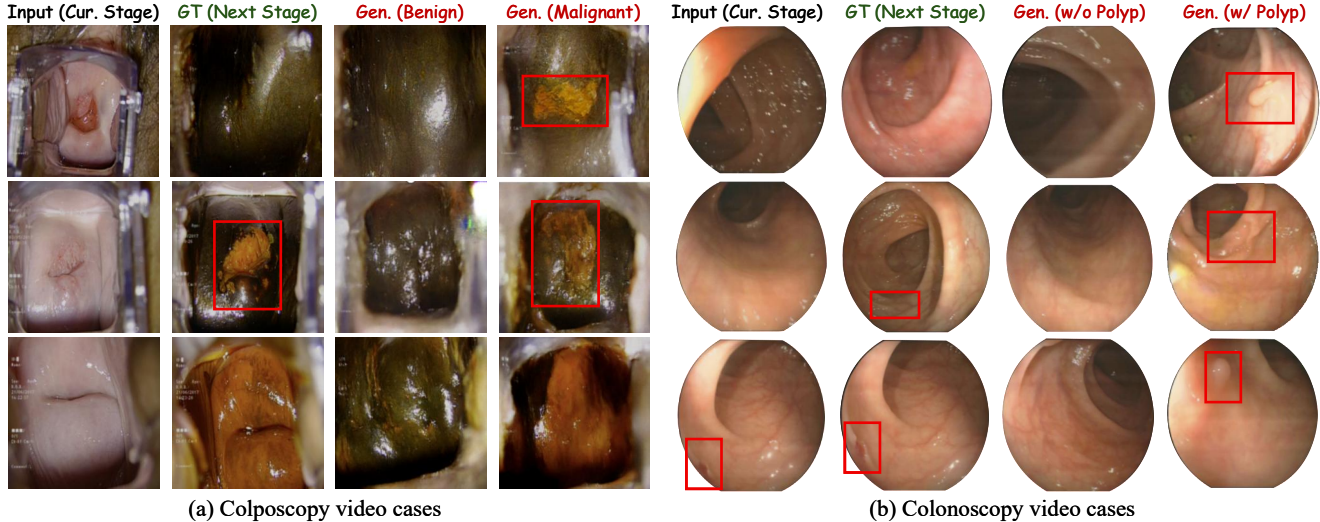 Input (Cur. Stage) GT (Next Stage) Gen. (Benign) Gen. (Malignant)
Input (Cur. Stage) GT (Next Stage) Gen. (w/o Polyp) Gen. (w/ Polyp)
(a) Colposcopy video cases
(b) Colonoscopy video cases